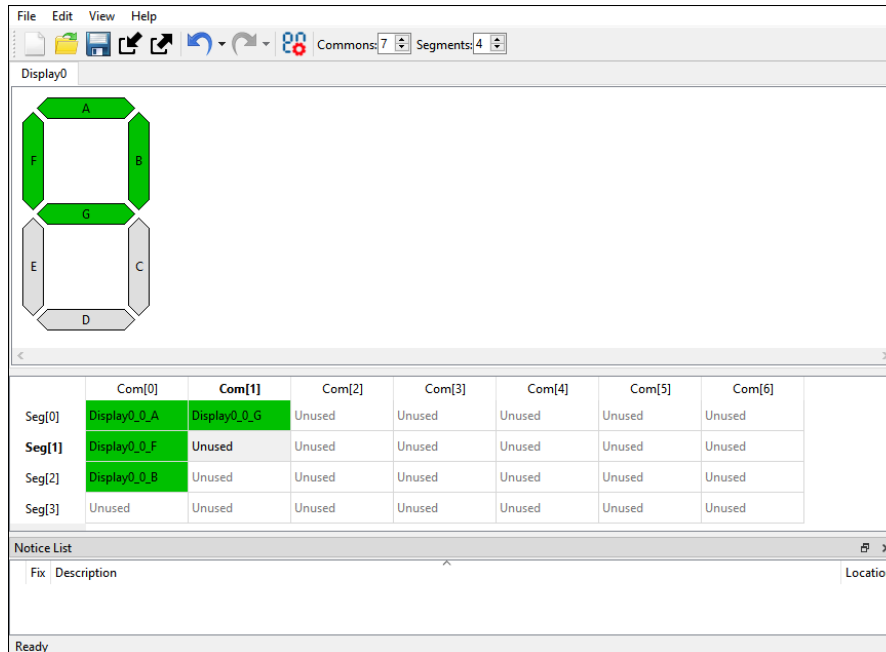 File Edit View Help
Commons: 7 Segments: 4
Display0
A
F B
G
E C
D
Com[0] Com[1] Com[2] Com[3] Com[4] Com[5] Com[6]
Seg[0] Display0_0_A Display0_0_G Unused Unused Unused Unused Unused
Seg[1] Display0_0_F Unused Unused Unused Unused Unused Unused
Seg[2] Display0_0_B Unused Unused Unused Unused Unused Unused
Seg[3] Unused Unused Unused Unused Unused Unused Unused
Notice List
Fix Description Locatio
Ready